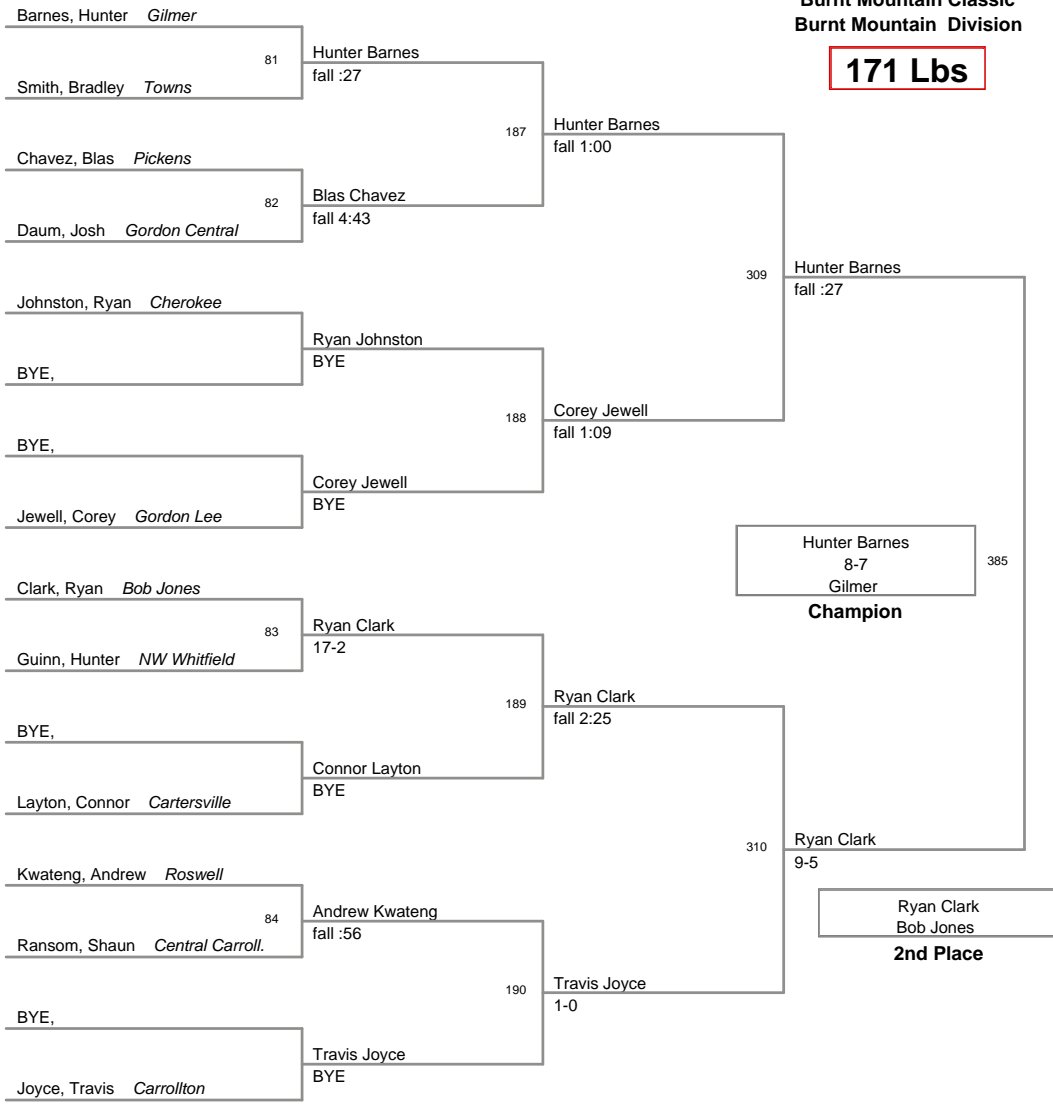 Burnt Mountain Classic
Burnt Mountain Division
171 Lbs
Barnes, Hunter Gilmer
81
Hunter Barnes
fall :27
Smith, Bradley Towns
187
Hunter Barnes
fall 1:00
Chavez, Blas Pickens
82
Blas Chavez
fall 4:43
Daum, Josh Gordon Central
309
Hunter Barnes
fall :27
Johnston, Ryan Cherokee
Ryan Johnston
BYE
BYE,
188
Corey Jewell
fall 1:09
BYE,
Corey Jewell
BYE
Jewell, Corey Gordon Lee
Hunter Barnes
8-7
Gilmer
385
Champion
Clark, Ryan Bob Jones
83
Ryan Clark
17-2
Guinn, Hunter NW Whitfield
189
Ryan Clark
fall 2:25
BYE,
Connor Layton
BYE
Layton, Connor Cartersville
310
Ryan Clark
9-5
Kwateng, Andrew Roswell
84
Andrew Kwateng
fall :56
Ransom, Shaun Central Carroll.
Ryan Clark
Bob Jones
2nd Place
190
Travis Joyce
1-0
BYE,
Travis Joyce
BYE
Joyce, Travis Carrollton